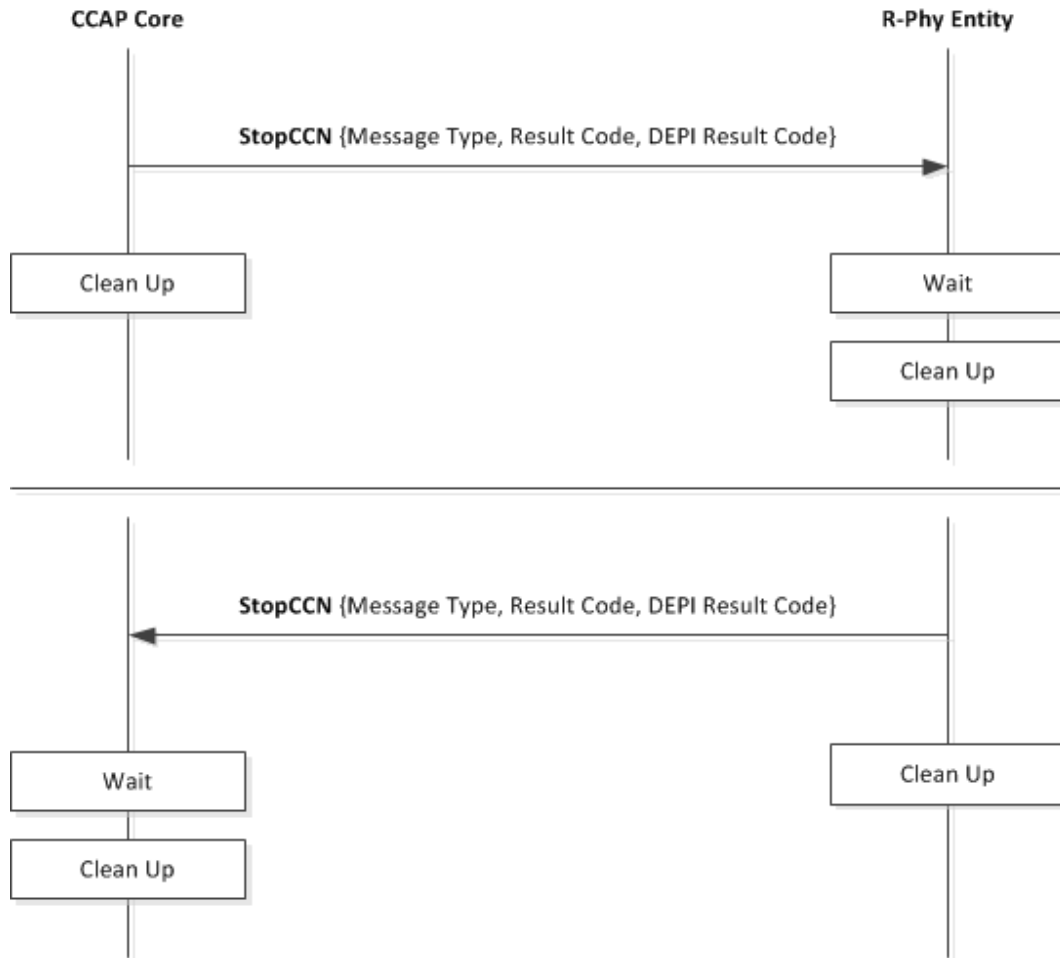 CCAP Core
R-Phy Entity
StopCCN {Message Type, Result Code, DEPI Result Code}
Clean Up
Wait
Clean Up
StopCCN {Message Type, Result Code, DEPI Result Code}
Wait
Clean Up
Clean Up